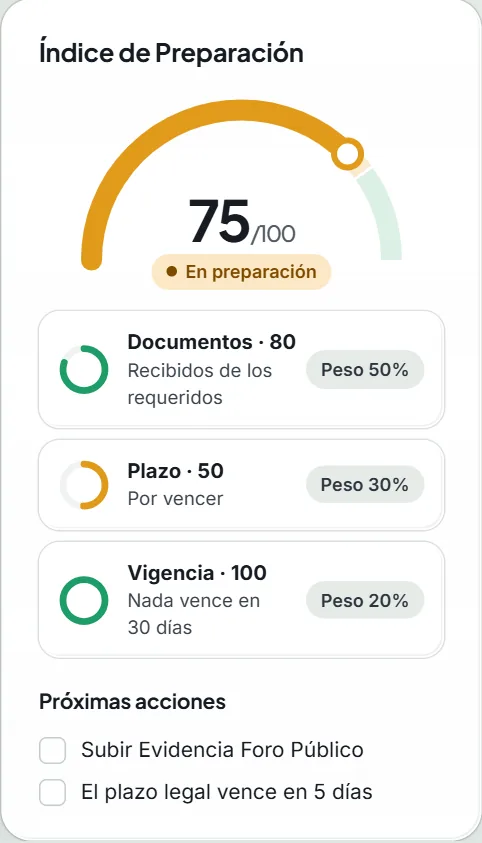 Índice de Preparación
75/100
En preparación
Documentos · 80
Recibidos de los
requeridos
Peso 50%
Plazo · 50
Por vencer
Peso 30%
Vigencia · 100
Nada vence en
30 días
Peso 20%
Próximas acciones
Subir Evidencia Foro Público
El plazo legal vence en 5 días